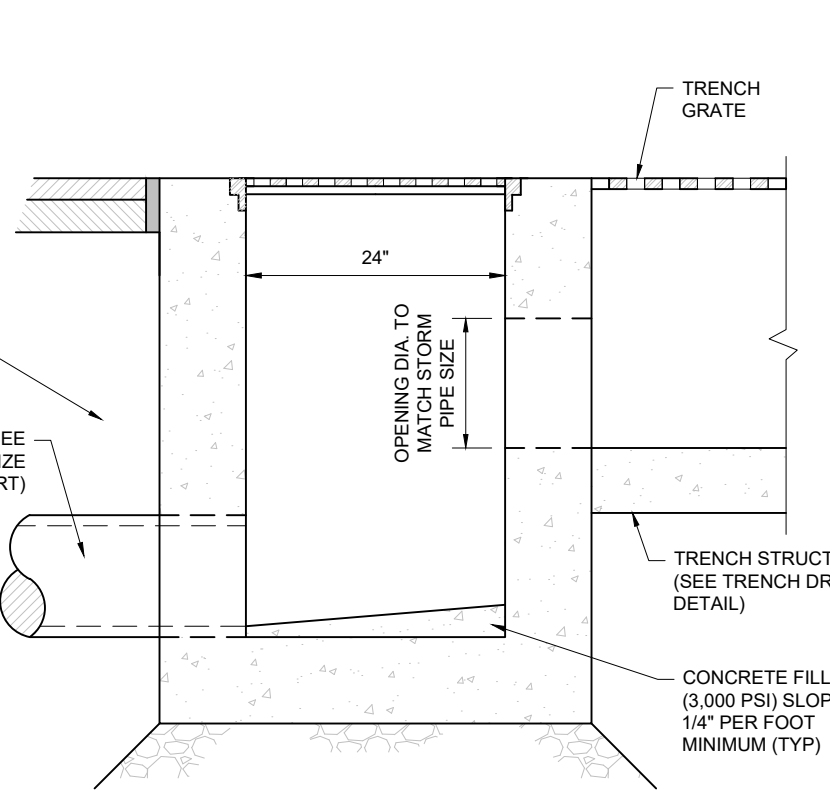 TRENCH
GRATE
24"
OPENING DIA. TO
MATCH STORM
PIPE SIZE
EE
IZE
RT)
TRENCH STRUCT
(SEE TRENCH DR
DETAIL)
CONCRETE FILL
(3,000 PSI) SLOP
1/4" PER FOOT
MINIMUM (TYP)